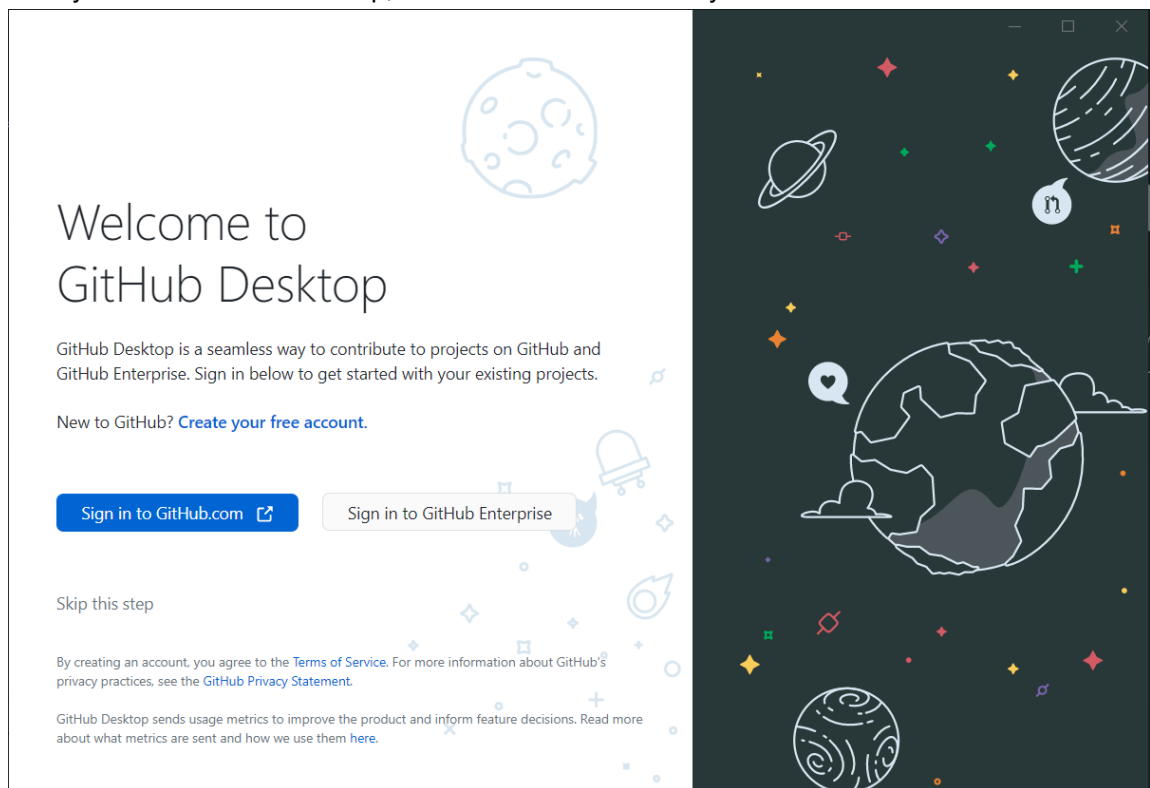 Welcome to
GitHub Desktop
GitHub Desktop is a seamless way to contribute to projects on GitHub and
GitHub Enterprise. Sign in below to get started with your existing projects.
New to GitHub? Create your free account.
Sign in to GitHub.com
Sign in to GitHub Enterprise
Skip this step
By creating an account, you agree to the Terms of Service. For more information about GitHub's
privacy practices, see the GitHub Privacy Statement.
GitHub Desktop sends usage metrics to improve the product and inform feature decisions. Read more
about what metrics are sent and how we use them here.